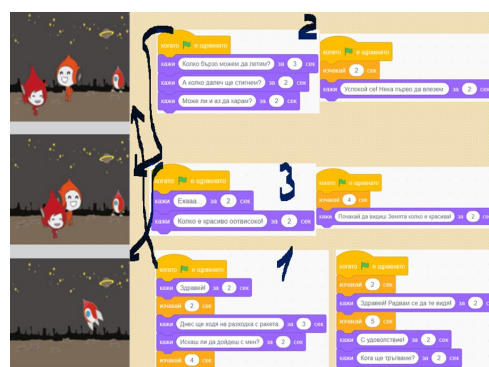 2
когато и щракнато
кажи Колко бързо можем да летим? за 3 сек
кажи А колко далеч ще стигнем? за 2 сек
кажи Може ли и аз да карам? за 2 сек
когато и щракнато
изчакай 2 сек
кажи Успокой се! Нека първо да влезем за 2 сек
3
когато и щракнато
кажи Ехааа за 2 сек
кажи Колко е красиво оотвисоко! за 2 сек
когато и щракнато
изчакай 4 сек
кажи Почакай да видиш Земята колко е красива! за 2 сек
1
когато и щракнато
кажи Здравей! за 2 сек
изчакай 2 сек
кажи Днес ще ходя на разходка с ракета. за 3 сек
кажи Искаш ли да дойдеш с мен? за 2 сек
изчакай 4 сек
когато и щракнато
изчакай 2 сек
кажи Здравей! Радвам се да те видя! за 2 сек
изчакай 5 сек
кажи С удоволствие! за 2 сек
кажи Кога ще тръгваме? за 2 сек